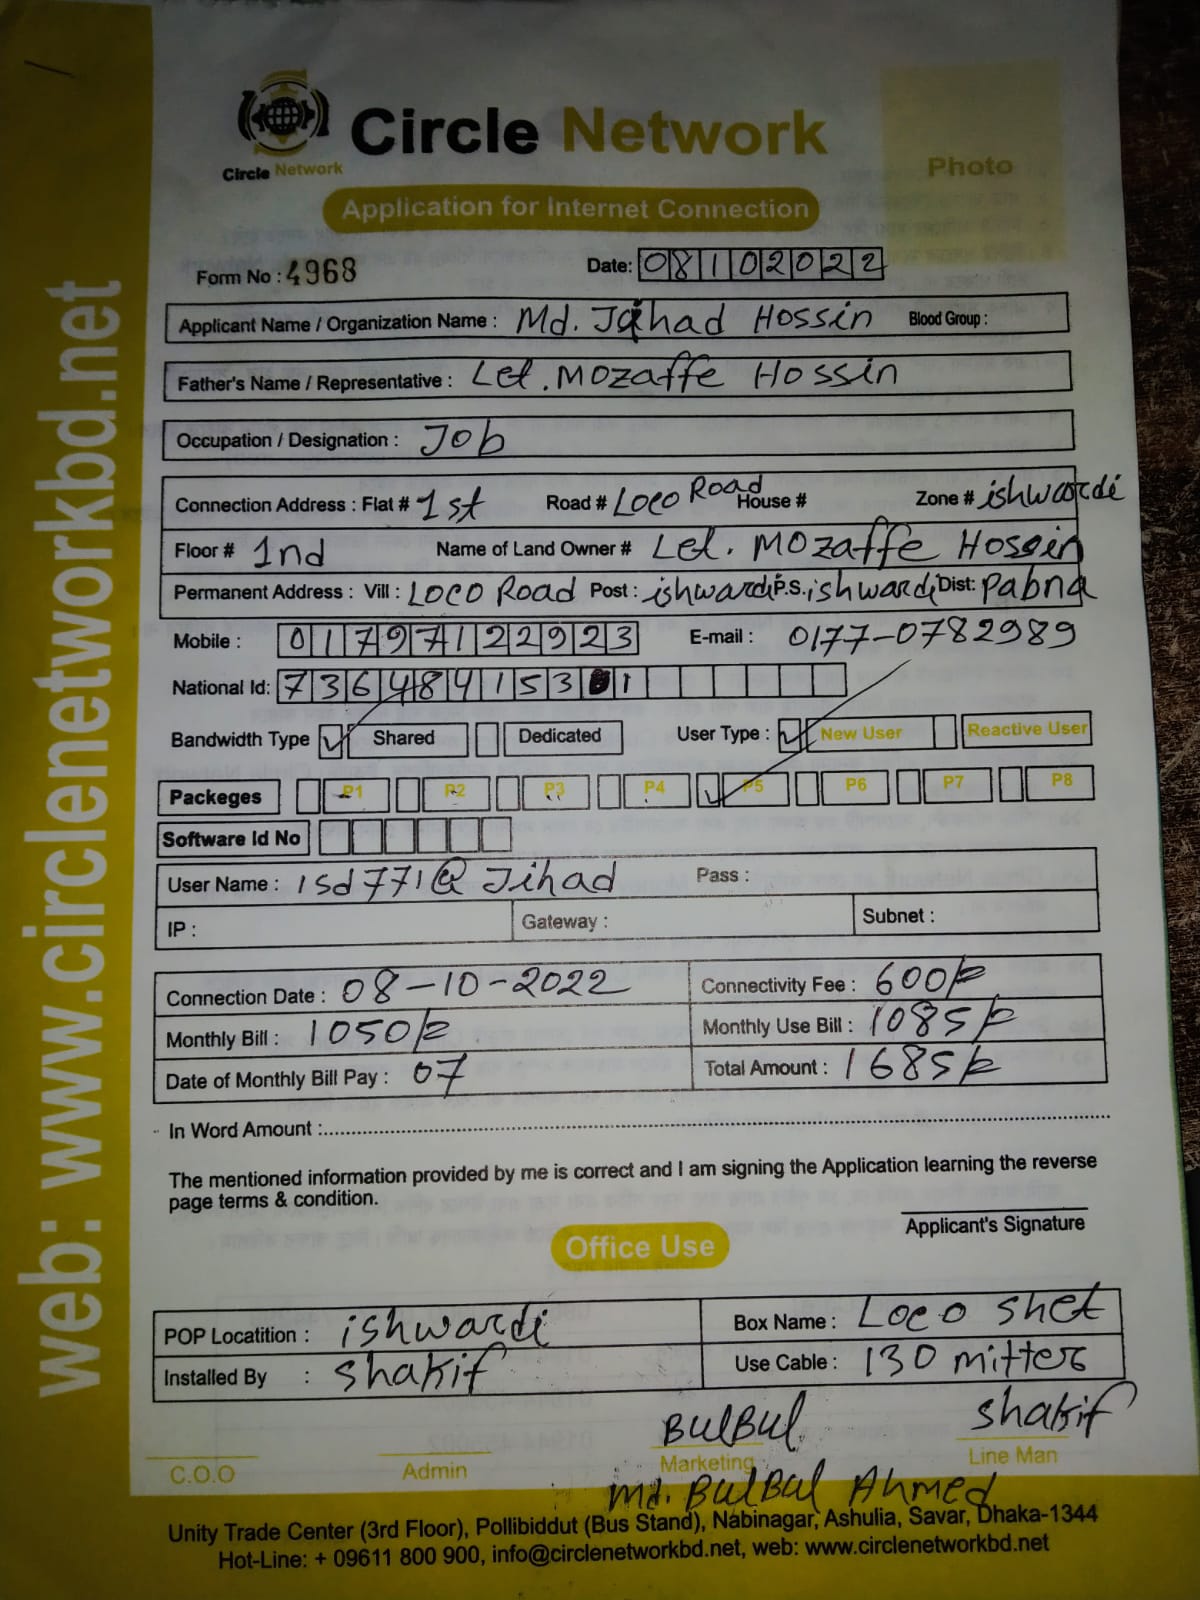 Circle Network
Circle Network
Photo
Application for Internet Connection
Form No : 4968
Date: 08102022
Applicant Name / Organization Name : Md. Jihad Hossin Blood Group :
Father's Name / Representative : Let. Mozaffe Hossin
Occupation / Designation : Job
Connection Address : Flat # 1st Road # Loco Road House # Zone # ishwardi
Floor # 1nd Name of Land Owner # Let. Mozaffe Hossin
Permanent Address : Vill : Loco Road Post : ishwardi P.S. ishwardi Dist: Pabna
Mobile : 01797122923 E-mail : 0177-0782989
National Id: 7364841531
Bandwidth Type Shared Dedicated User Type : New User Reactive User
Packeges P1 P2 P3 P4 P5 P6 P7 P8
Software Id No
User Name : isd771@Jihad Pass :
IP : Gateway : Subnet :
Connection Date : 08-10-2022 Connectivity Fee : 600/=
Monthly Bill : 1050/= Monthly Use Bill : 1085/=
Date of Monthly Bill Pay : 07 Total Amount : 1685/=
In Word Amount :
The mentioned information provided by me is correct and I am signing the Application learning the reverse
page terms & condition.
Applicant's Signature
Office Use
POP Locatition : ishwardi Box Name : Loco Shet
Installed By : Shakif Use Cable : 130 mitter
BulBul Shakif
C.O.O Admin Marketing Line Man
Md. BulBul Ahmed
Unity Trade Center (3rd Floor), Pollibiddut (Bus Stand), Nabinagar, Ashulia, Savar, Dhaka-1344
Hot-Line: + 09611 800 900, info@circlenetworkbd.net, web: www.circlenetworkbd.net
web: www.circlenetworkbd.net